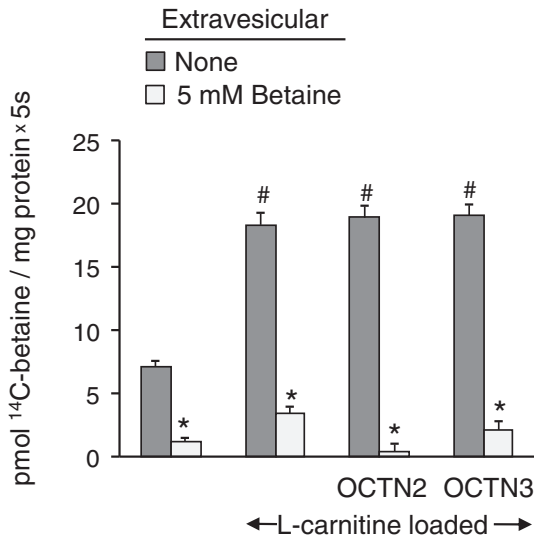 Extravesicular
None
5 mM Betaine
pmol ¹⁴C-betaine / mg protein × 5s
25
20
15
10
5
0
#
#
#
*
*
*
*
OCTN2 OCTN3
L-carnitine loaded